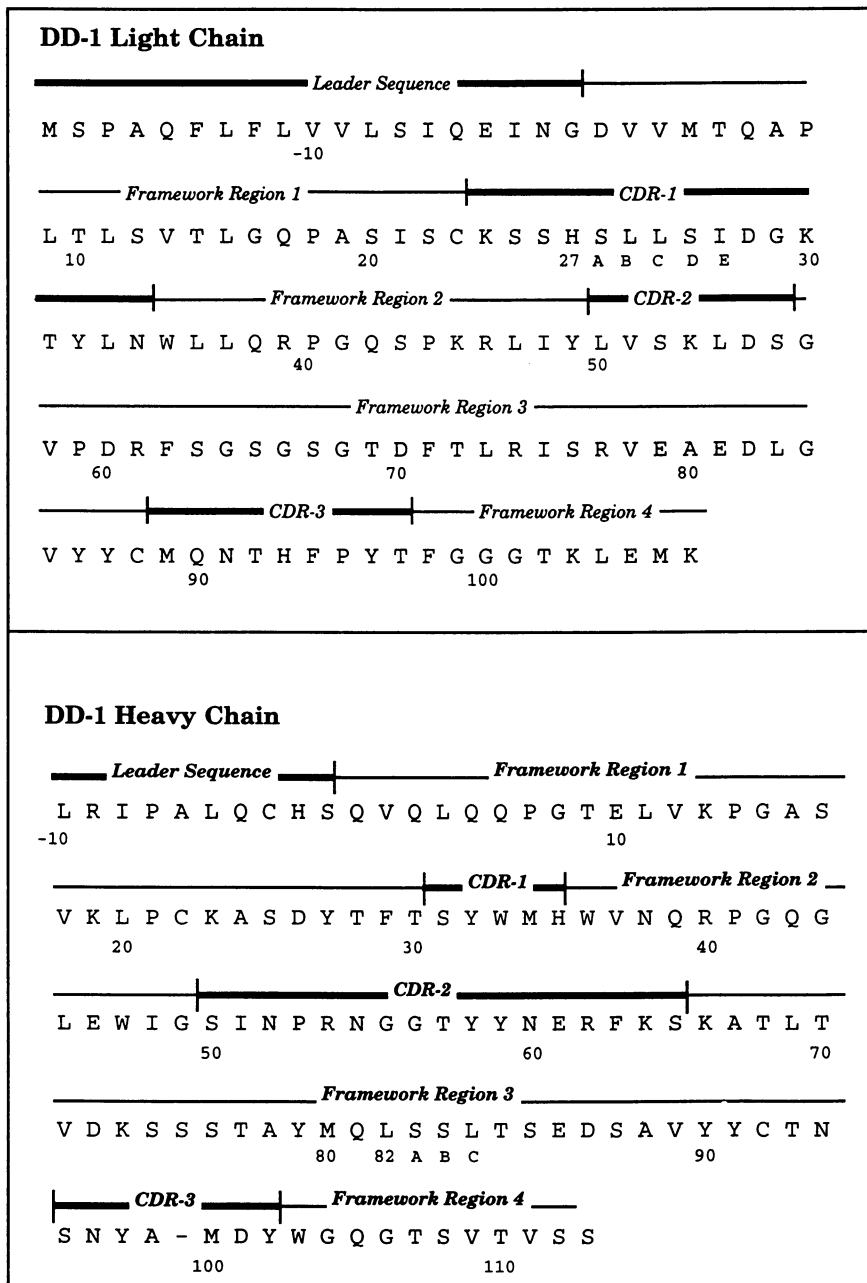 DD-1 Light Chain
Leader Sequence
M S P A Q F L F L V V L S I Q E I N G D V V M T Q A P
-10
Framework Region 1 CDR-1
L T L S V T L G Q P A S I S C K S S H S L L S I D G K
10 20 27 A B C D E 30
Framework Region 2 CDR-2
T Y L N W L L Q R P G Q S P K R L I Y L V S K L D S G
40 50
Framework Region 3
V P D R F S G S G S G T D F T L R I S R V E A E D L G
60 70 80
CDR-3 Framework Region 4
V Y Y C M Q N T H F P Y T F G G G T K L E M K
90 100
DD-1 Heavy Chain
Leader Sequence Framework Region 1
L R I P A L Q C H S Q V Q L Q Q P G T E L V K P G A S
-10 10
CDR-1 Framework Region 2
V K L P C K A S D Y T F T S Y W M H W V N Q R P G Q G
20 30 40
CDR-2
L E W I G S I N P R N G G T Y Y N E R F K S K A T L T
50 60 70
Framework Region 3
V D K S S S T A Y M Q L S S L T S E D S A V Y Y C T N
80 82 A B C 90
CDR-3 Framework Region 4
S N Y A - M D Y W G Q G T S V T V S S
100 110